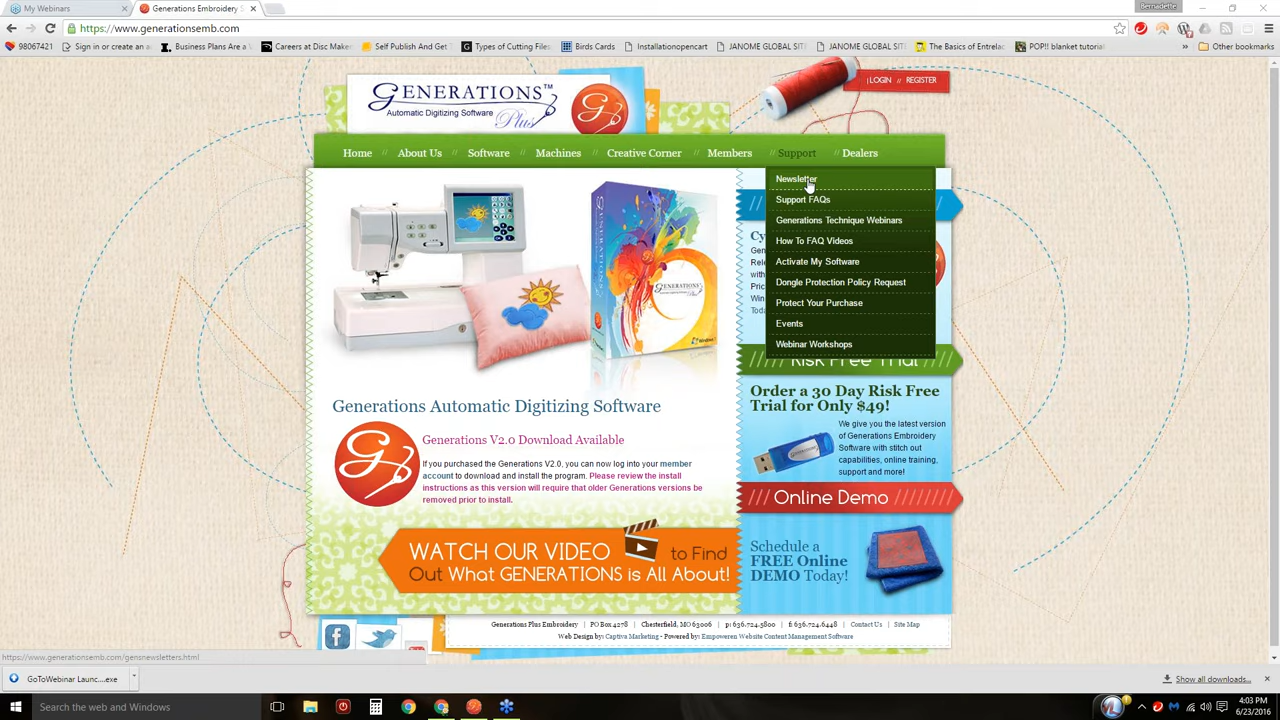 My Webinars
Generations Embroidery S
Bernadette
https://www.generationsemb.com
98067421
Sign in or create an a
Business Plans Are a W
Careers at Disc Maker
Self Publish And Get
Types of Cutting Files
Birds Cards
Installationopencart
JANOME GLOBAL SIT
JANOME GLOBAL SIT
The Basics of Entrelac
POP!! blanket tutori
Other bookmarks
GENERATIONS™
Automatic Digitizing Software Plus
LOGIN // REGISTER
Home // About Us // Software // Machines // Creative Corner // Members // Support // Dealers
Newsletter
Support FAQs
Generations Technique Webinars
How To FAQ Videos
Activate My Software
Dongle Protection Policy Request
Protect Your Purchase
Events
Webinar Workshops
Risk Free Trial
Order a 30 Day Risk Free
Trial for Only $49!
We give you the latest version
of Generations Embroidery
Software with stitch out
capabilities, online training,
support and more!
/// Online Demo ////////
Schedule a
FREE Online
DEMO Today!
Generations Automatic Digitizing Software
Generations V2.0 Download Available
If you purchased the Generations V2.0, you can now log into your member
account to download and install the program. Please review the install
instructions as this version will require that older Generations versions be
removed prior to install.
WATCH OUR VIDEO to Find
Out What GENERATIONS is All About!
Generations Plus Embroidery | PO Box 4278 | Chesterfield, MO 63006 | p: 636.724.5800 | f: 636.724.6448 | Contact Us | Site Map
Web Design by: Captiva Marketing - Powered by: Empoweren Website Content Management Software
https://www.generationsemb.com/gensnewsletters.html
GoToWebinar Launc....exe
Show all downloads...
Search the web and Windows
4:03 PM
6/23/2016